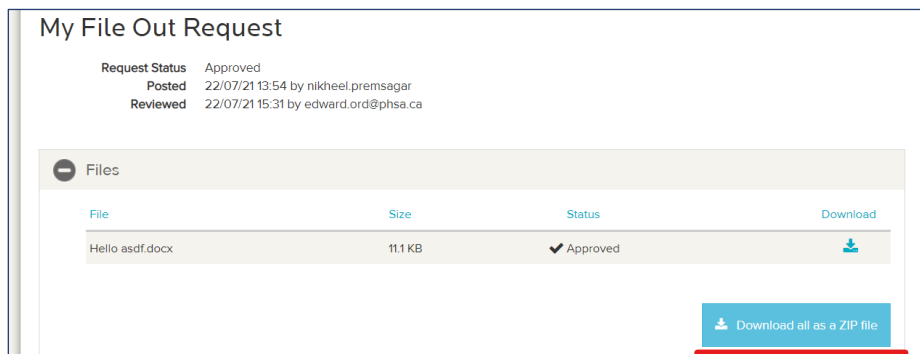 My File Out Request
Request Status Approved
Posted 22/07/21 13:54 by nikheel.premsagar
Reviewed 22/07/21 15:31 by edward.ord@phsa.ca
Files
File Size Status Download
Hello asdf.docx 11.1 KB Approved
Download all as a ZIP file